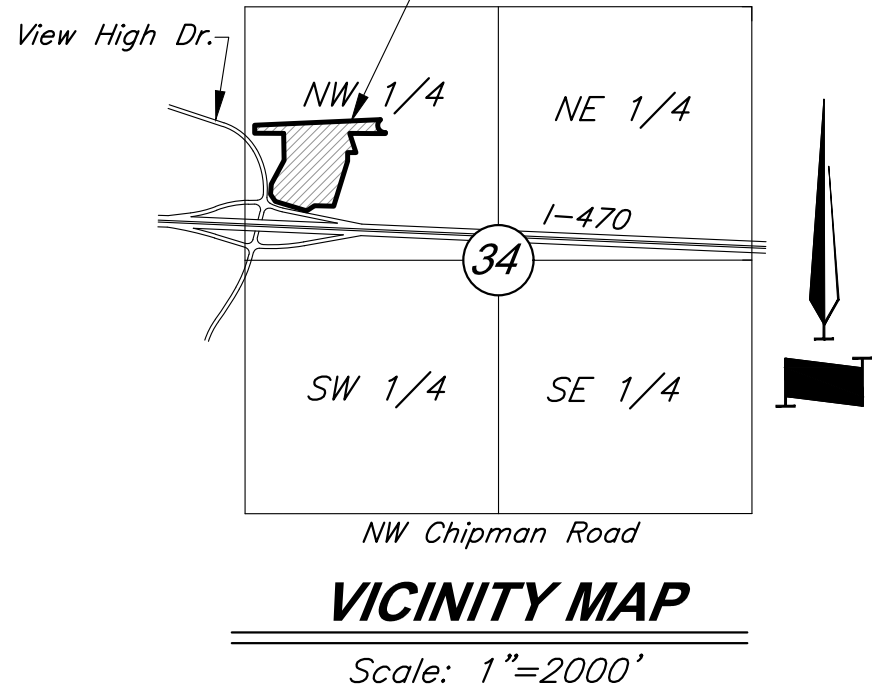 View High Dr.
NW 1/4
NE 1/4
I-470
34
SW 1/4
SE 1/4
NW Chipman Road
VICINITY MAP
Scale: 1"=2000'